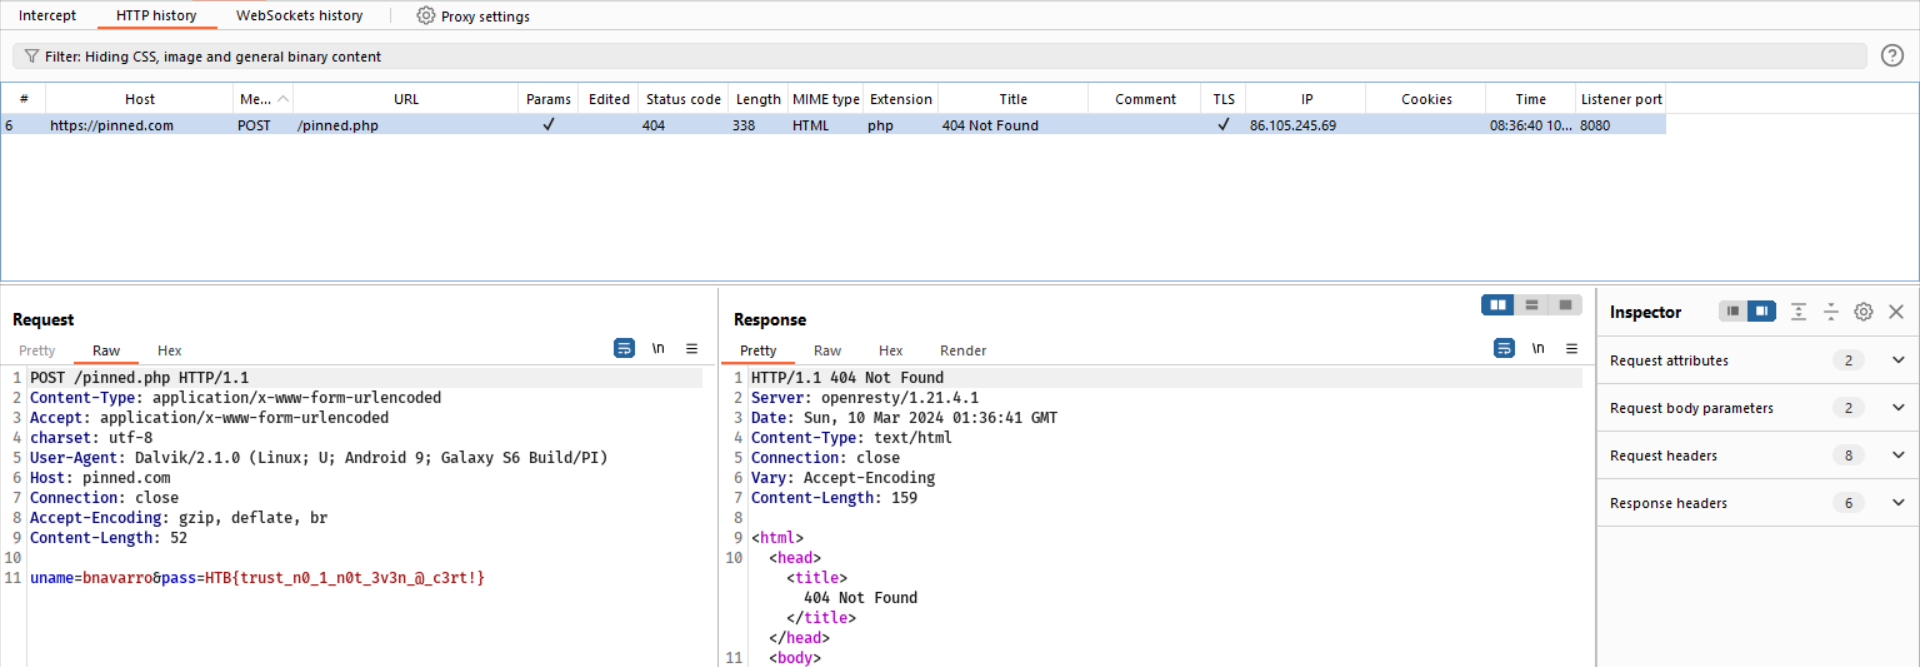 Intercept HTTP history WebSockets history Proxy settings
Filter: Hiding CSS, image and general binary content ?
# Host Me... URL Params Edited Status code Length MIME type Extension Title Comment TLS IP Cookies Time Listener port
6 https://pinned.com POST /pinned.php ✓ 404 338 HTML php 404 Not Found ✓ 86.105.245.69 08:36:40 10... 8080
Request
Pretty Raw Hex \n
1 POST /pinned.php HTTP/1.1
2 Content-Type: application/x-www-form-urlencoded
3 Accept: application/x-www-form-urlencoded
4 charset: utf-8
5 User-Agent: Dalvik/2.1.0 (Linux; U; Android 9; Galaxy S6 Build/PI)
6 Host: pinned.com
7 Connection: close
8 Accept-Encoding: gzip, deflate, br
9 Content-Length: 52
10
11 uname=bnavarro&pass=HTB{trust_n0_1_n0t_3v3n_@_c3rt!}
Response
Pretty Raw Hex Render \n
1 HTTP/1.1 404 Not Found
2 Server: openresty/1.21.4.1
3 Date: Sun, 10 Mar 2024 01:36:41 GMT
4 Content-Type: text/html
5 Connection: close
6 Vary: Accept-Encoding
7 Content-Length: 159
8
9 <html>
10 <head>
<title>
404 Not Found
</title>
</head>
11 <body>
Inspector
Request attributes 2
Request body parameters 2
Request headers 8
Response headers 6